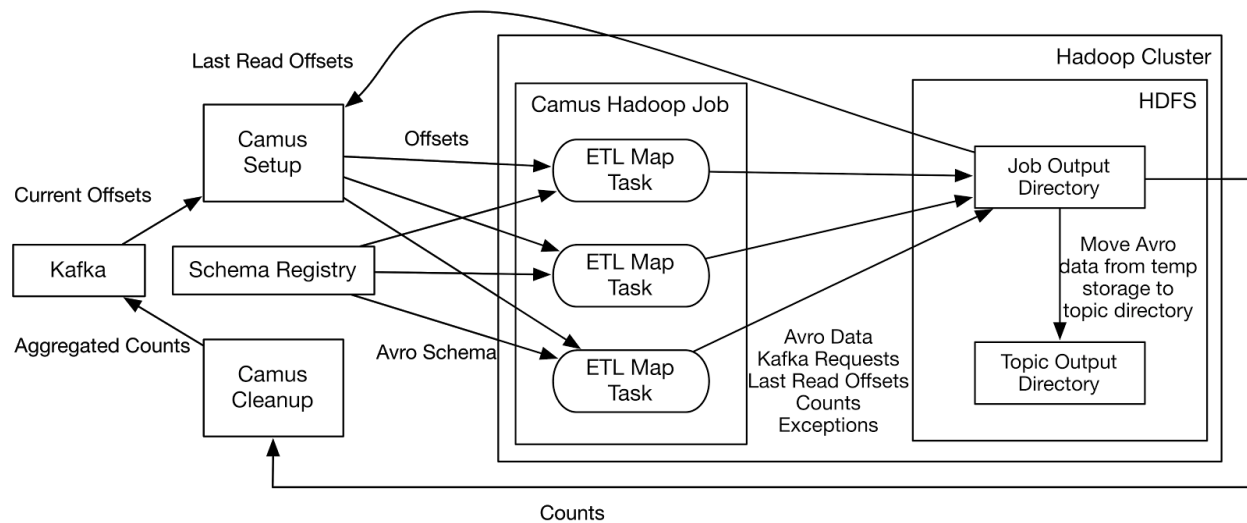 Hadoop Cluster
Last Read Offsets
HDFS
Camus Hadoop Job
Camus
Setup
Offsets
ETL Map
Task
Job Output
Directory
Current Offsets
Kafka
Schema Registry
ETL Map
Task
Move Avro
data from temp
storage to
topic directory
Aggregated Counts
Avro Schema
Camus
Cleanup
ETL Map
Task
Avro Data
Kafka Requests
Last Read Offsets
Counts
Exceptions
Topic Output
Directory
Counts